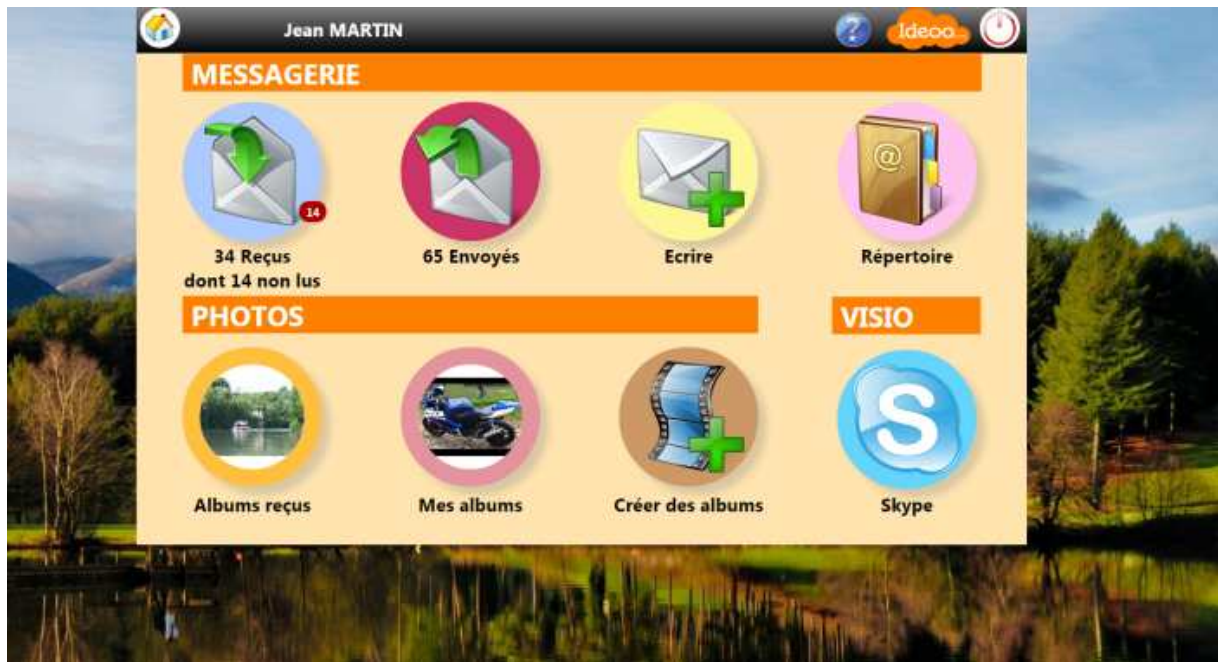 Jean MARTIN
? Ideoo
MESSAGERIE
@
14
34 Reçus
dont 14 non lus
65 Envoyés
Ecrire
Répertoire
PHOTOS
VISIO
S
Albums reçus
Mes albums
Créer des albums
Skype